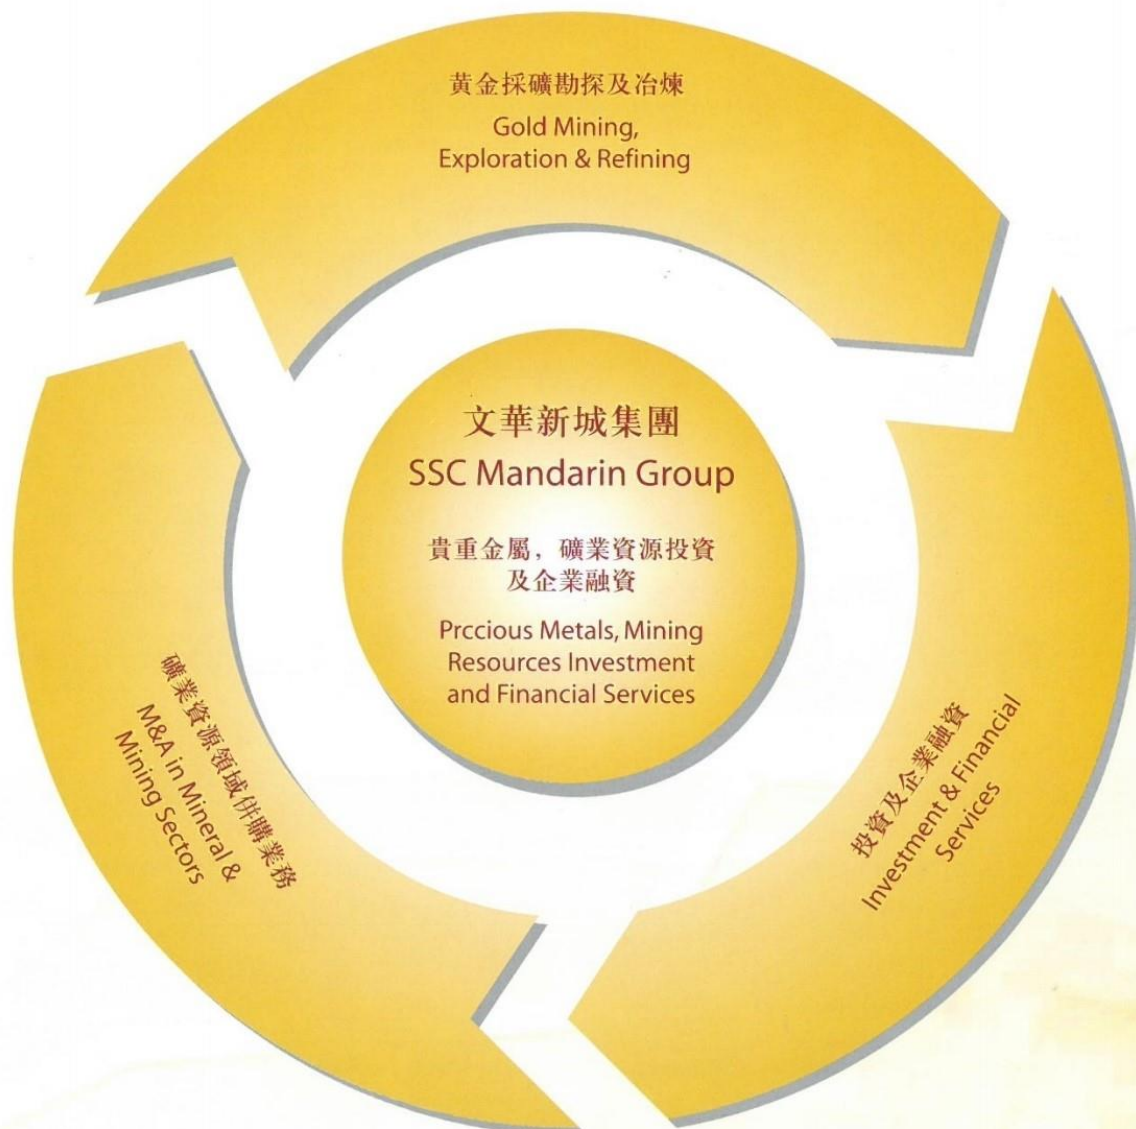 黃金採礦勘探及冶煉
Gold Mining,
Exploration & Refining
文華新城集團
SSC Mandarin Group
貴重金屬，礦業資源投資
及企業融資
Prccious Metals, Mining
Resources Investment
and Financial Services
礦業資源領域併購業務
M&A in Mineral &
Mining Sectors
投資及企業融資
Investment & Financial
Services